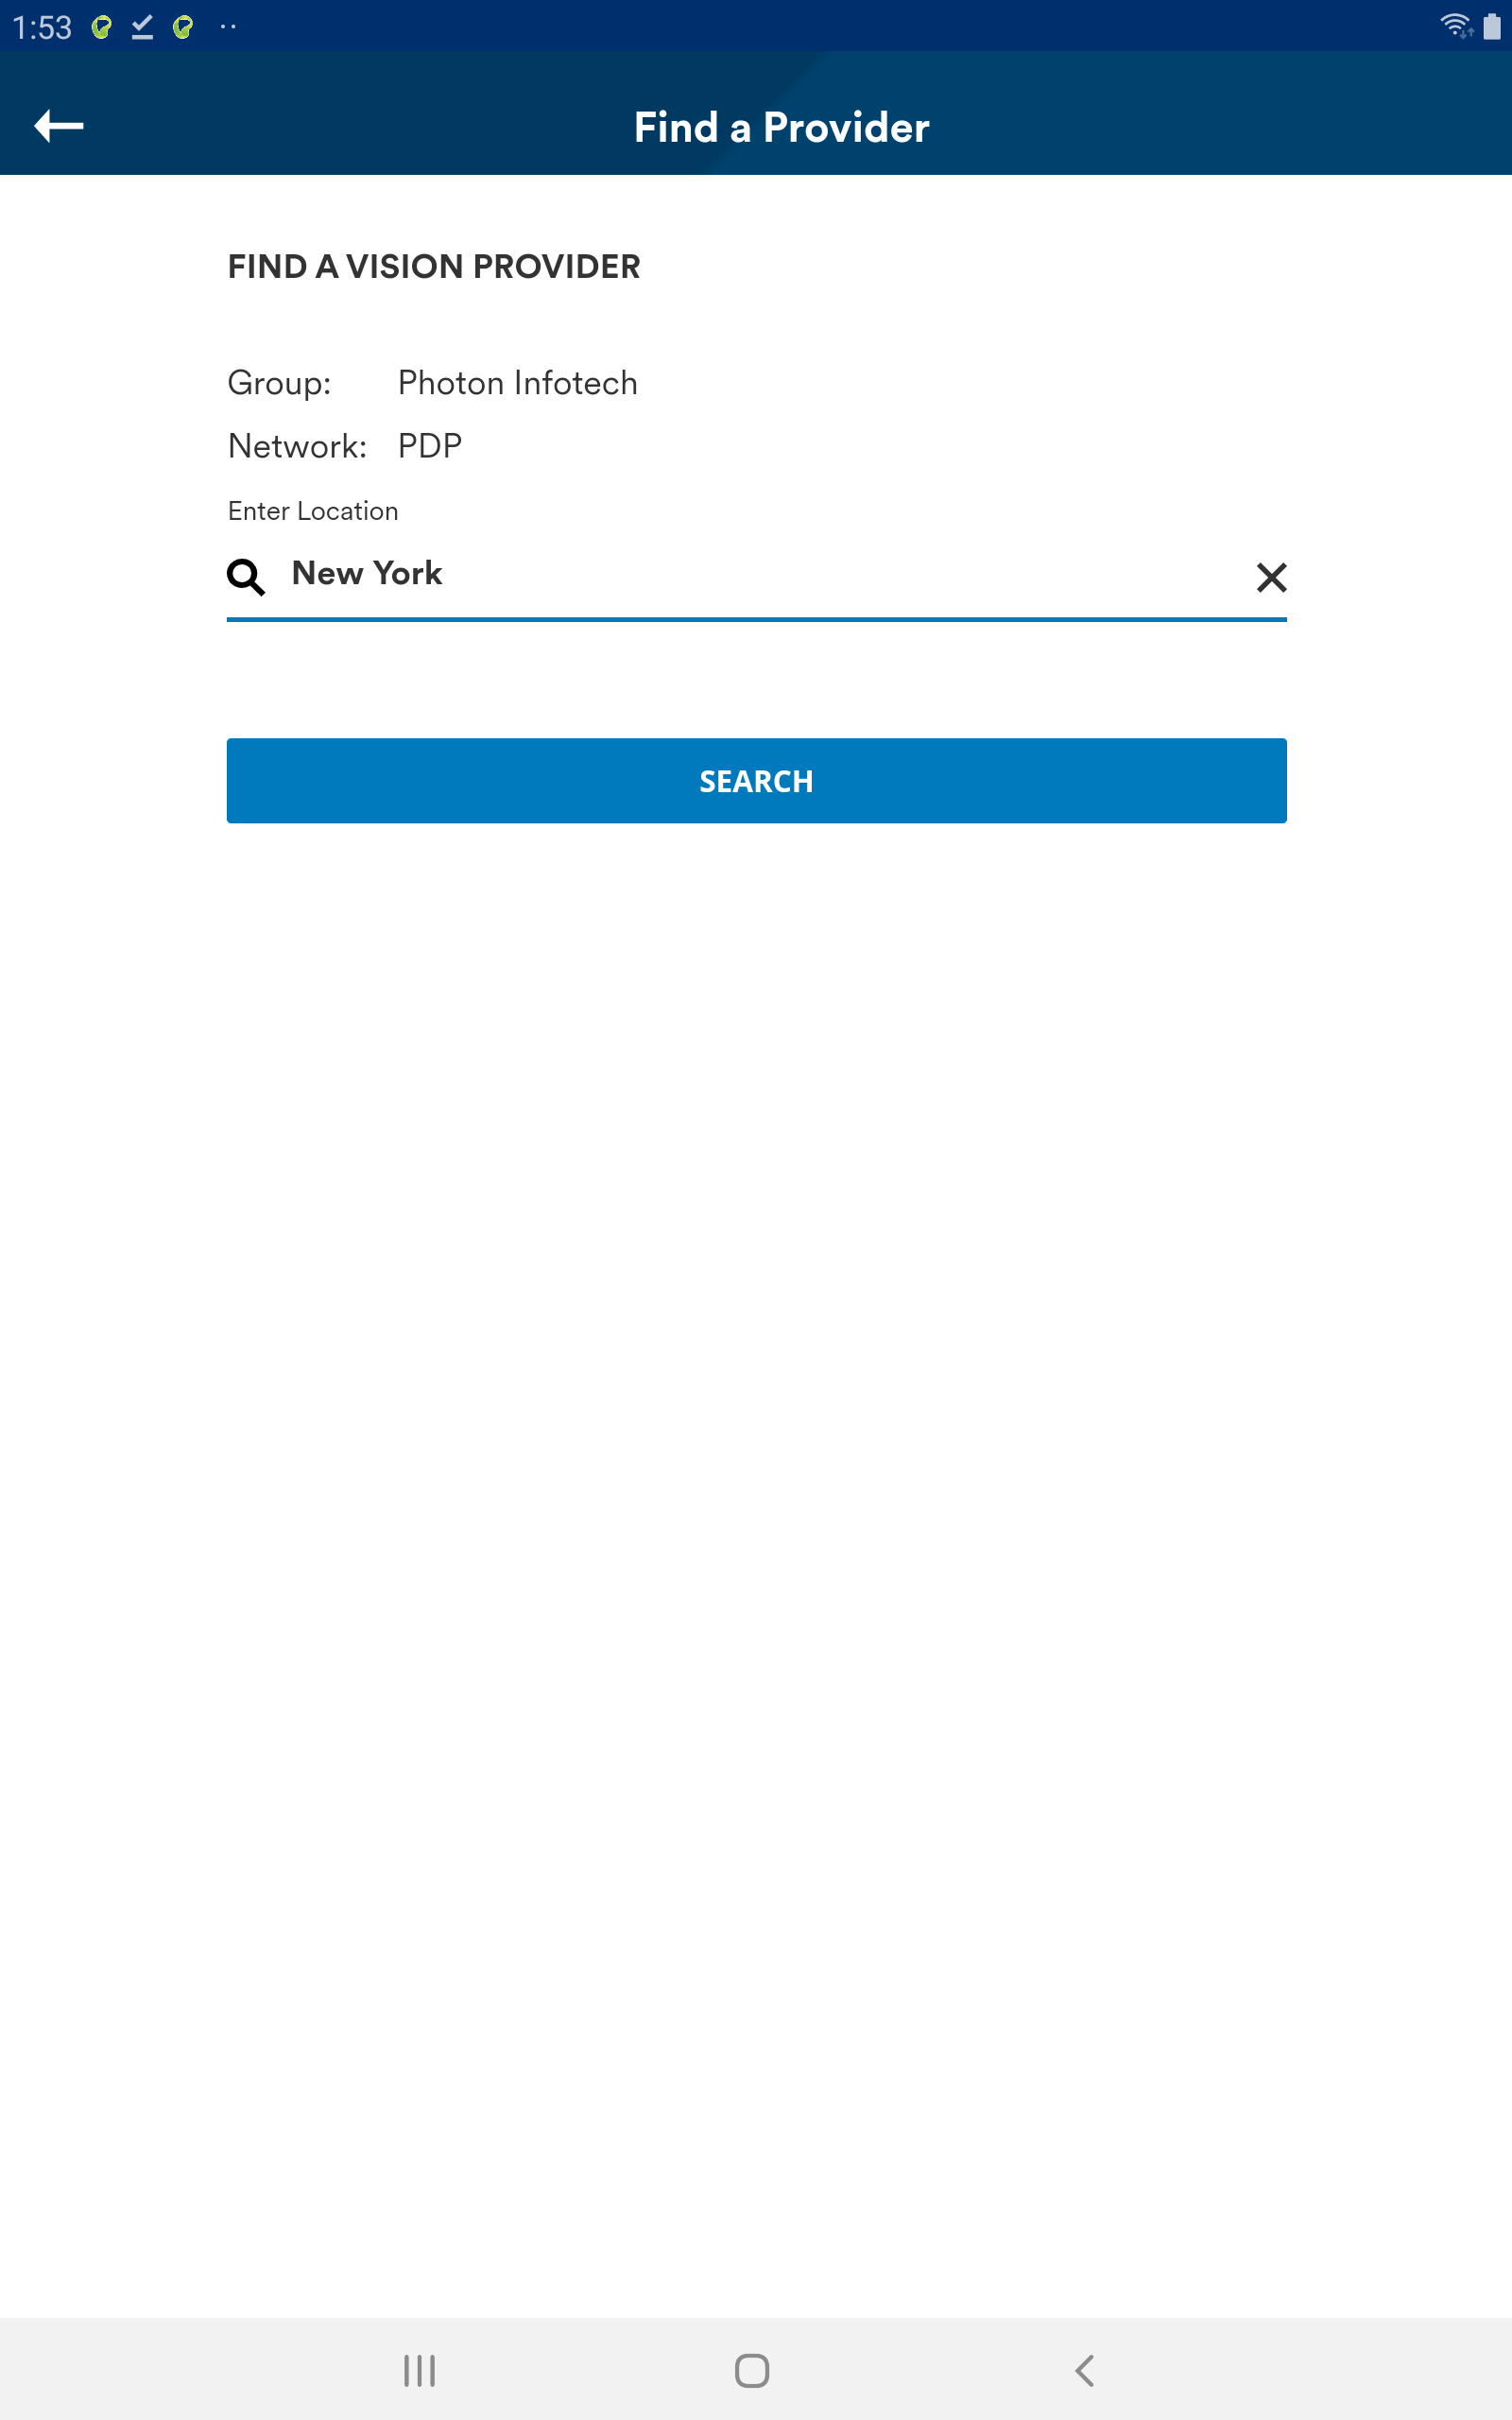 1:53
Find a Provider
FIND A VISION PROVIDER
Group: Photon Infotech
Network: PDP
Enter Location
New York
SEARCH